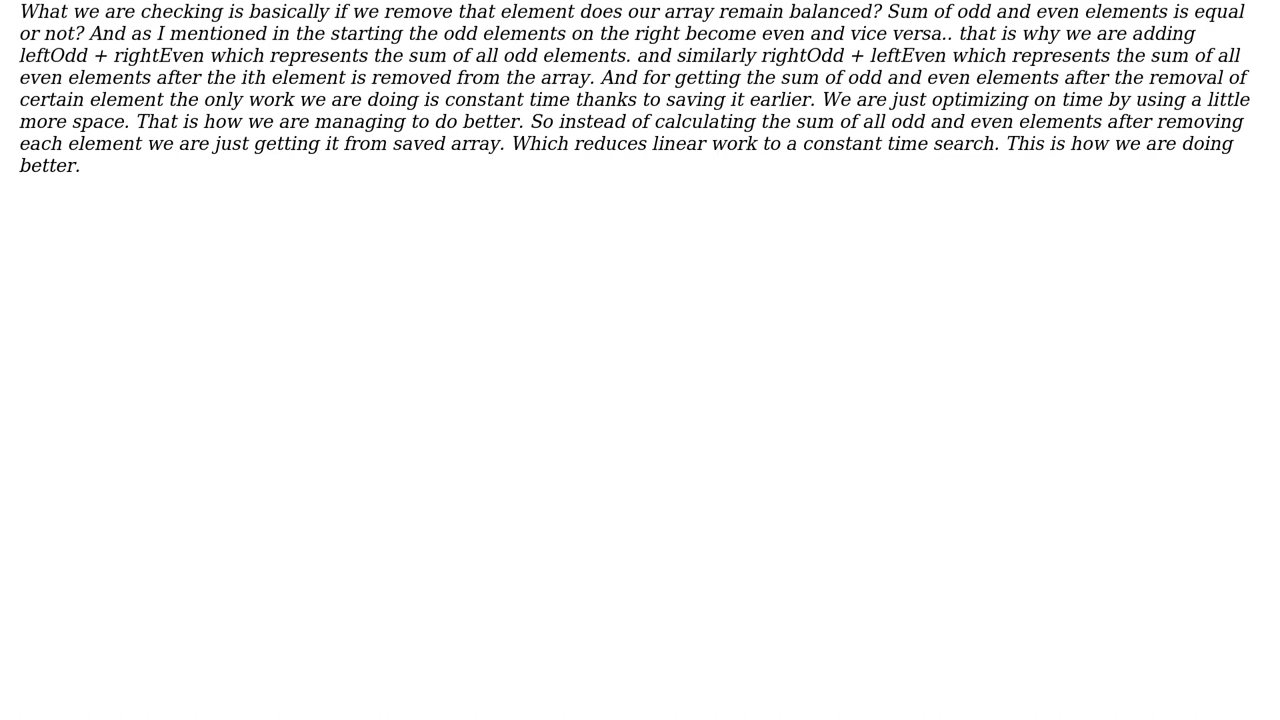 What we are checking is basically if we remove that element does our array remain balanced? Sum of odd and even elements is equal
or not? And as I mentioned in the starting the odd elements on the right become even and vice versa.. that is why we are adding
leftOdd + rightEven which represents the sum of all odd elements. and similarly rightOdd + leftEven which represents the sum of all
even elements after the ith element is removed from the array. And for getting the sum of odd and even elements after the removal of
certain element the only work we are doing is constant time thanks to saving it earlier. We are just optimizing on time by using a little
more space. That is how we are managing to do better. So instead of calculating the sum of all odd and even elements after removing
each element we are just getting it from saved array. Which reduces linear work to a constant time search. This is how we are doing
better.